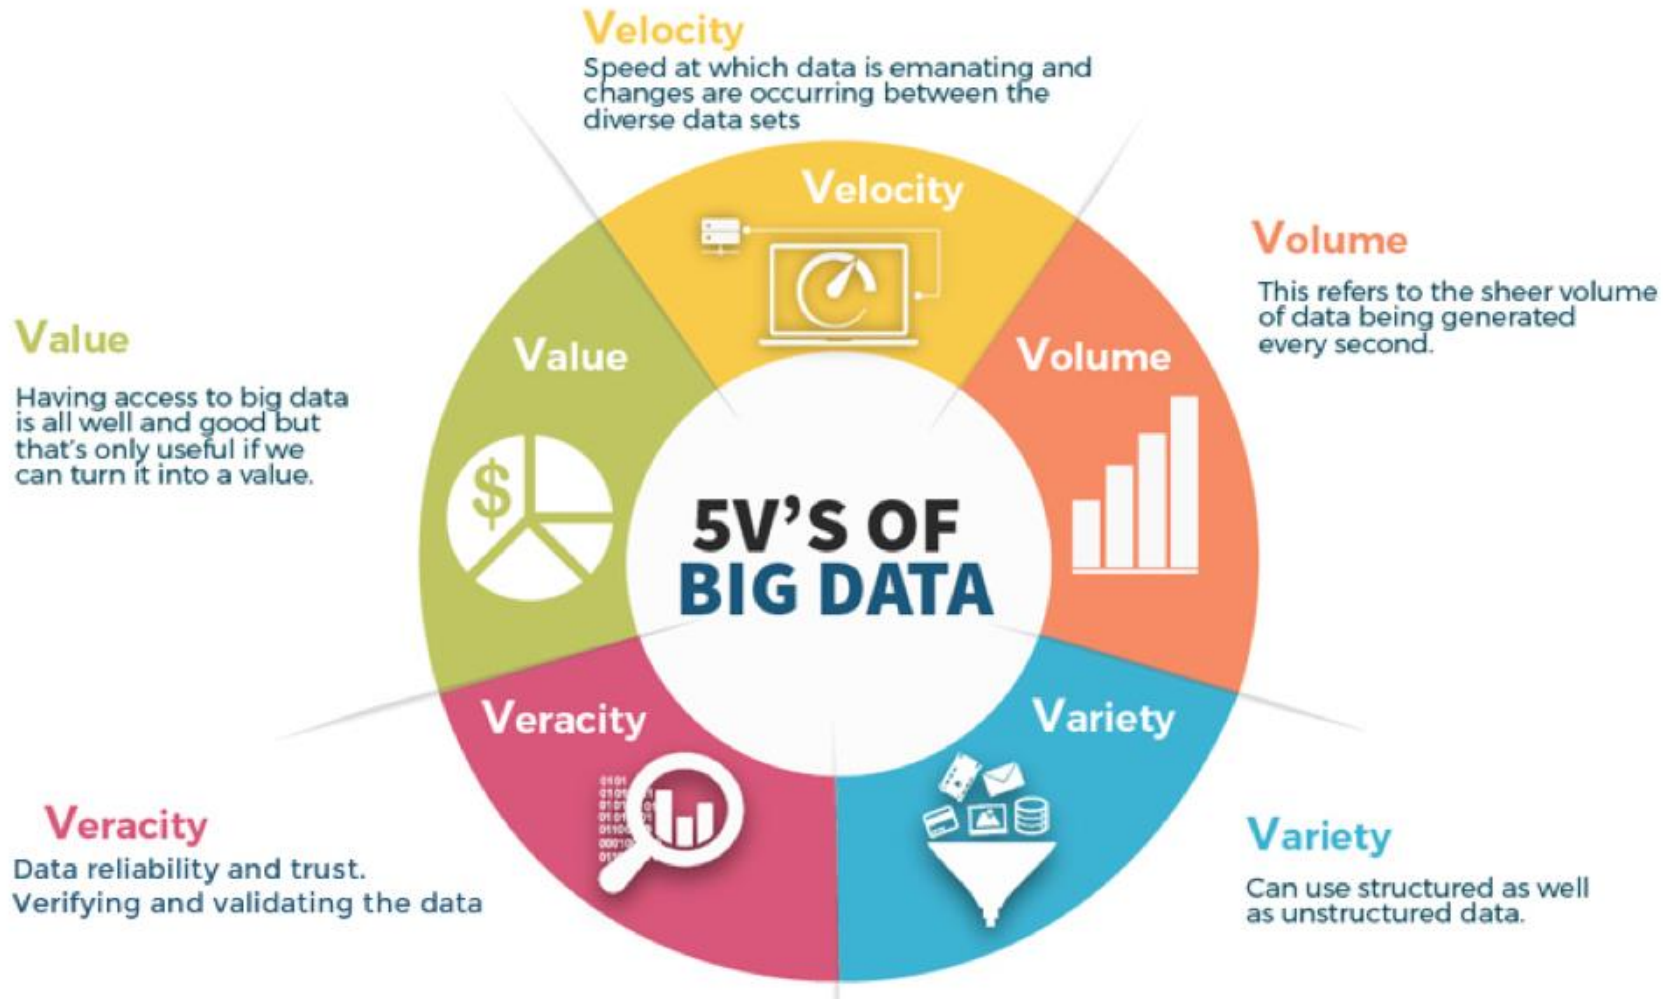 Velocity
Speed at which data is emanating and
changes are occurring between the
diverse data sets
Velocity
Volume
This refers to the sheer volume
of data being generated
every second.
Value
Having access to big data
is all well and good but
that's only useful if we
can turn it into a value.
Value
$
Volume
5V'S OF
BIG DATA
Veracity
Variety
0101
Veracity
Data reliability and trust.
Verifying and validating the data
Variety
Can use structured as well
as unstructured data.